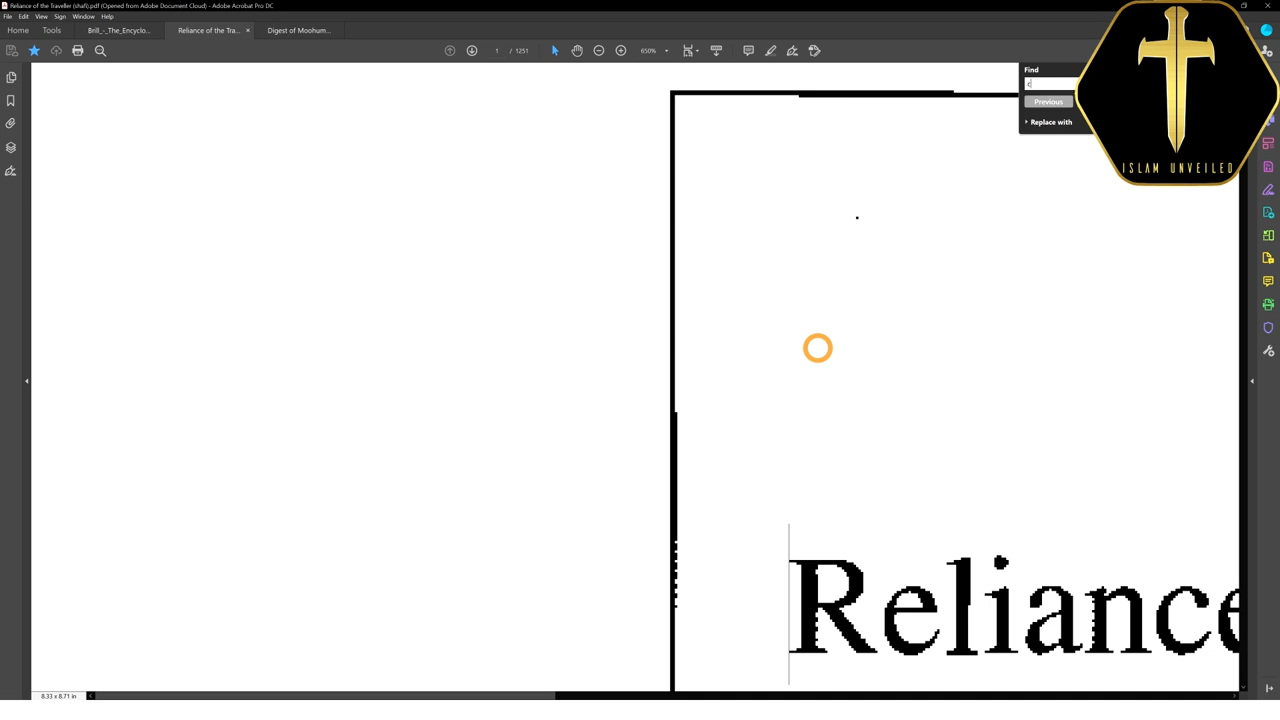 Reliance of the Traveller (shafi).pdf (Opened from Adobe Document Cloud) - Adobe Acrobat Pro DC
File Edit View Sign Window Help
Home Tools Brill_-_The_Encyclo... Reliance of the Tra... × Digest of Moohum...
1 / 1251 650%
Find
c
Previous
Replace with
ISLAM UNVEILED
Reliance
8.33 x 8.71 in